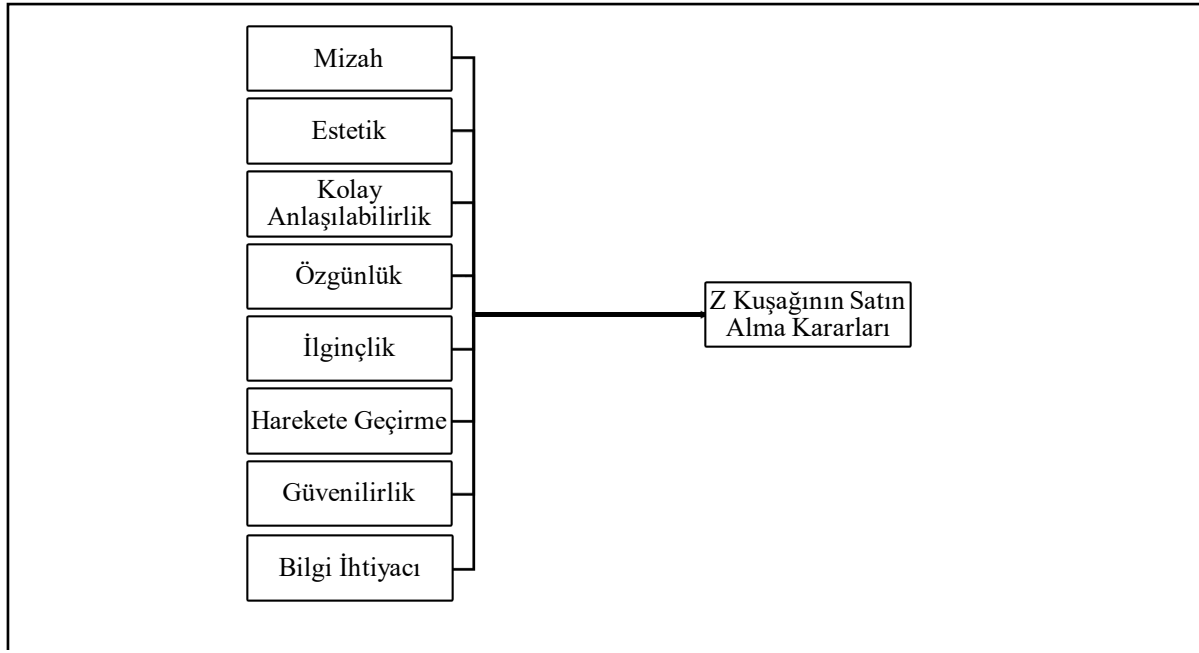 Mizah
Estetik
Kolay
Anlaşılabilirlik
Özgünlük
İlginçlik
Harekete Geçirme
Güvenilirlik
Bilgi İhtiyacı
Z Kuşağının Satın
Alma Kararları